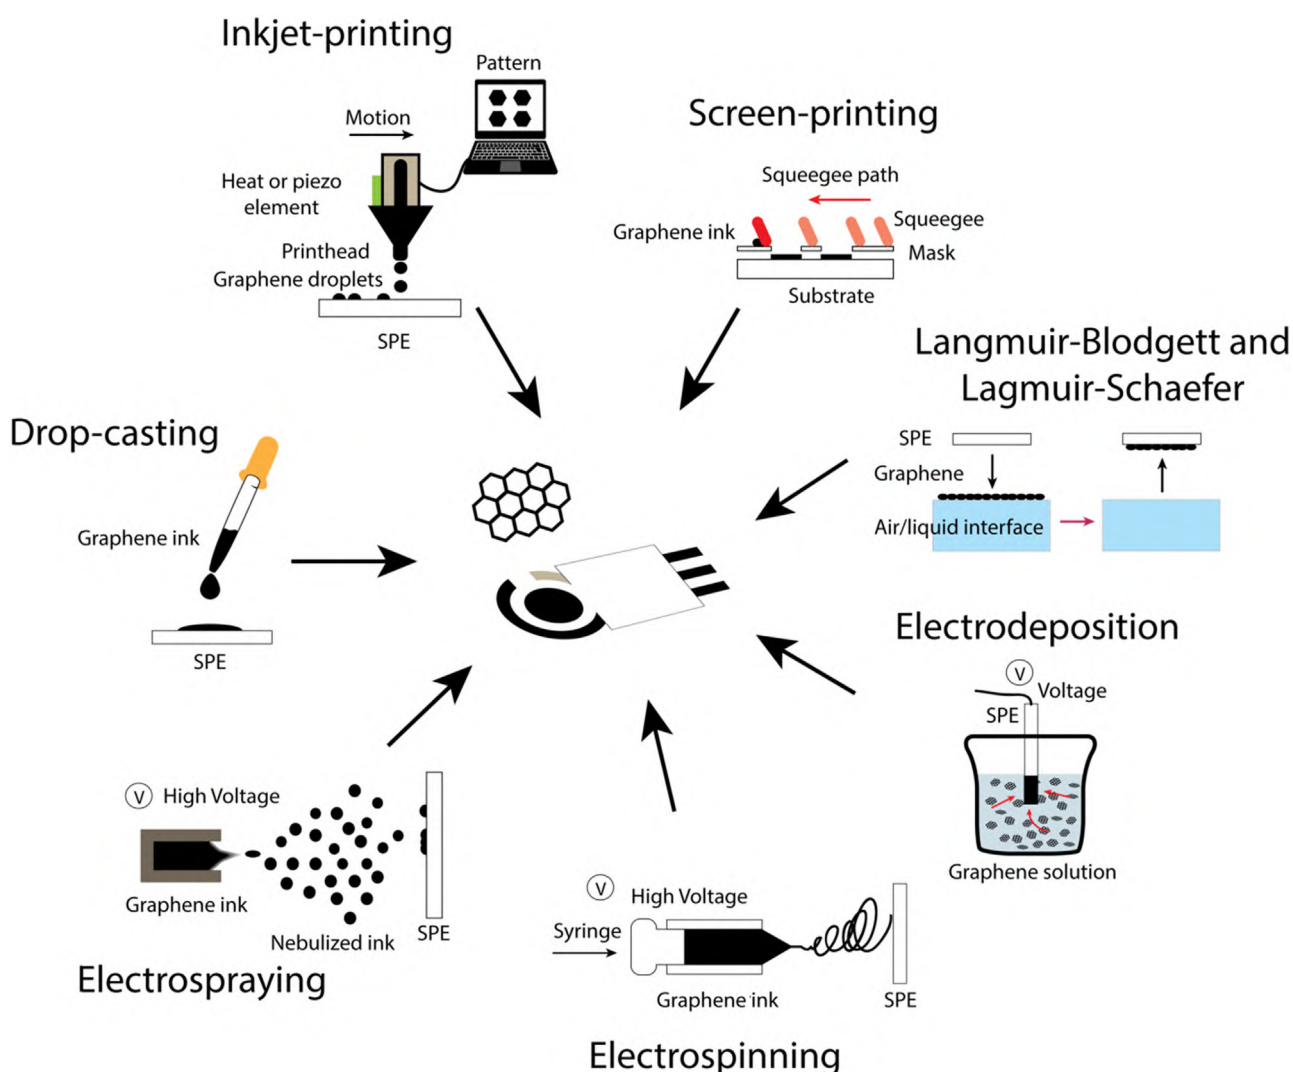 Inkjet-printing
Pattern
Motion
Heat or piezo
element
Printhead
Graphene droplets
SPE
Screen-printing
Squeegee path
Graphene ink
Squeegee
Mask
Substrate
Langmuir-Blodgett and
Lagmuir-Schaefer
SPE
Graphene
Air/liquid interface
Drop-casting
Graphene ink
SPE
Electrodeposition
V
Voltage
SPE
Graphene solution
V High Voltage
Graphene ink
Nebulized ink
SPE
Electrospraying
V
High Voltage
Syringe
Graphene ink
SPE
Electrospinning